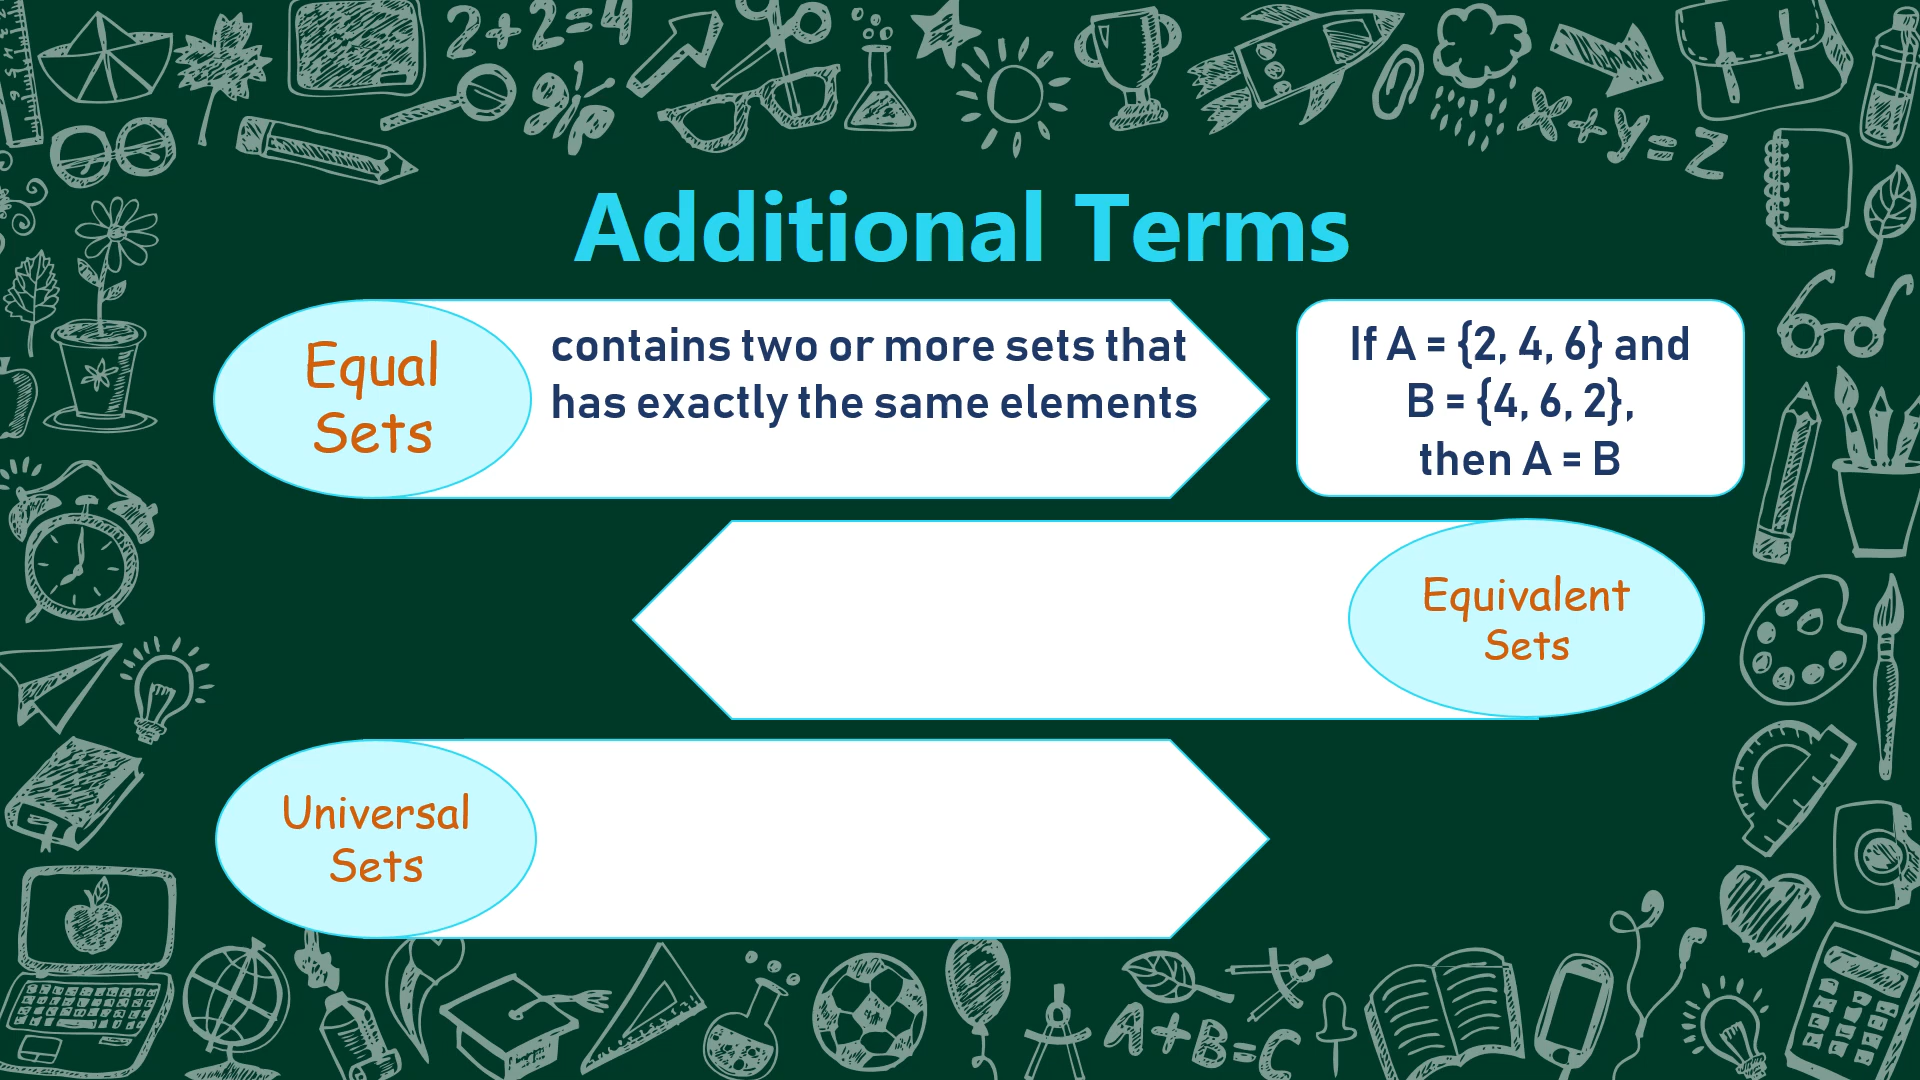 2+2=4
%
x+y=z
Additional Terms
Equal
Sets
contains two or more sets that
has exactly the same elements
If A = {2, 4, 6} and
B = {4, 6, 2},
then A = B
Equivalent
Sets
Universal
Sets
A+B=C